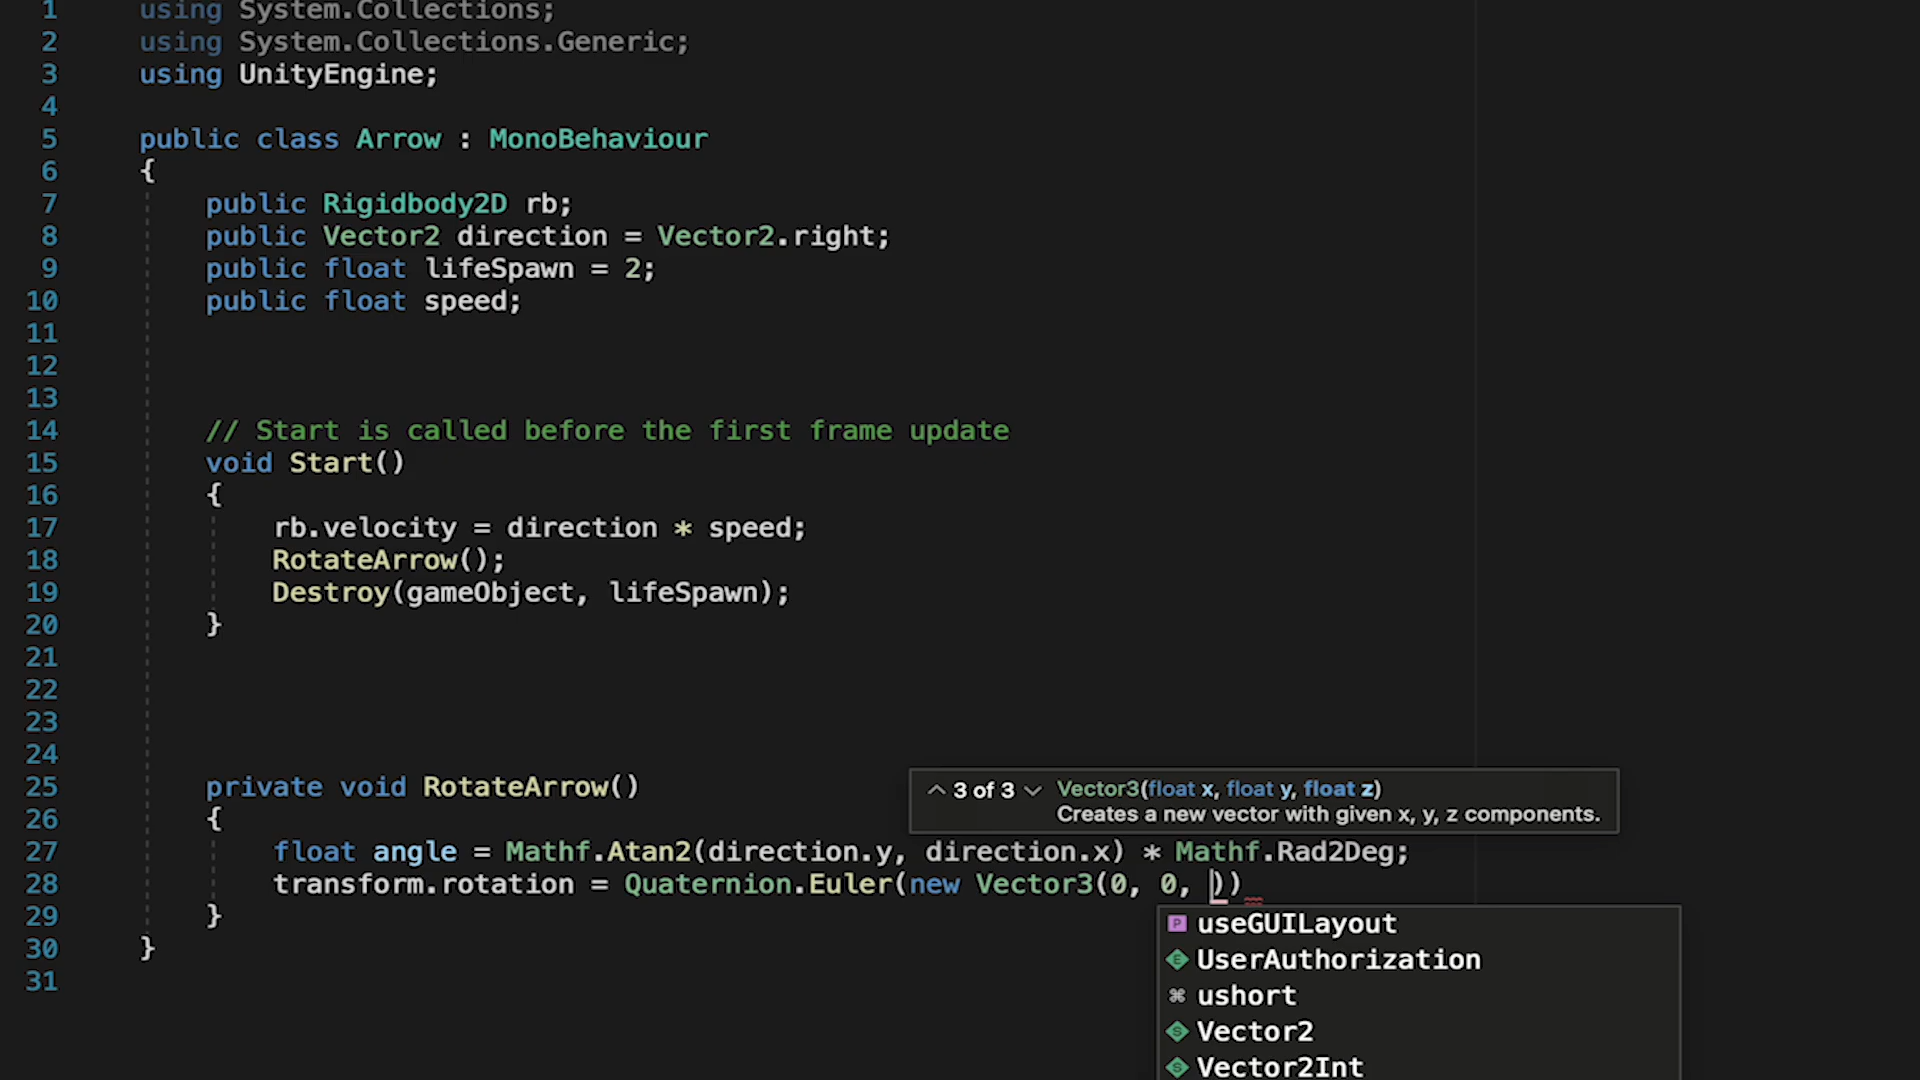 1 using System.Collections;
2 using System.Collections.Generic;
3 using UnityEngine;
4
5 public class Arrow : MonoBehaviour
6 {
7 public Rigidbody2D rb;
8 public Vector2 direction = Vector2.right;
9 public float lifeSpawn = 2;
10 public float speed;
11
12
13
14 // Start is called before the first frame update
15 void Start()
16 {
17 rb.velocity = direction * speed;
18 RotateArrow();
19 Destroy(gameObject, lifeSpawn);
20 }
21
22
23
24
25 private void RotateArrow()
3 of 3 Vector3(float x, float y, float z)
Creates a new vector with given x, y, z components.
26 {
27 float angle = Mathf.Atan2(direction.y, direction.x) * Mathf.Rad2Deg;
28 transform.rotation = Quaternion.Euler(new Vector3(0, 0, ))
29 }
30 }
31
useGUILayout
UserAuthorization
ushort
Vector2
Vector2Int